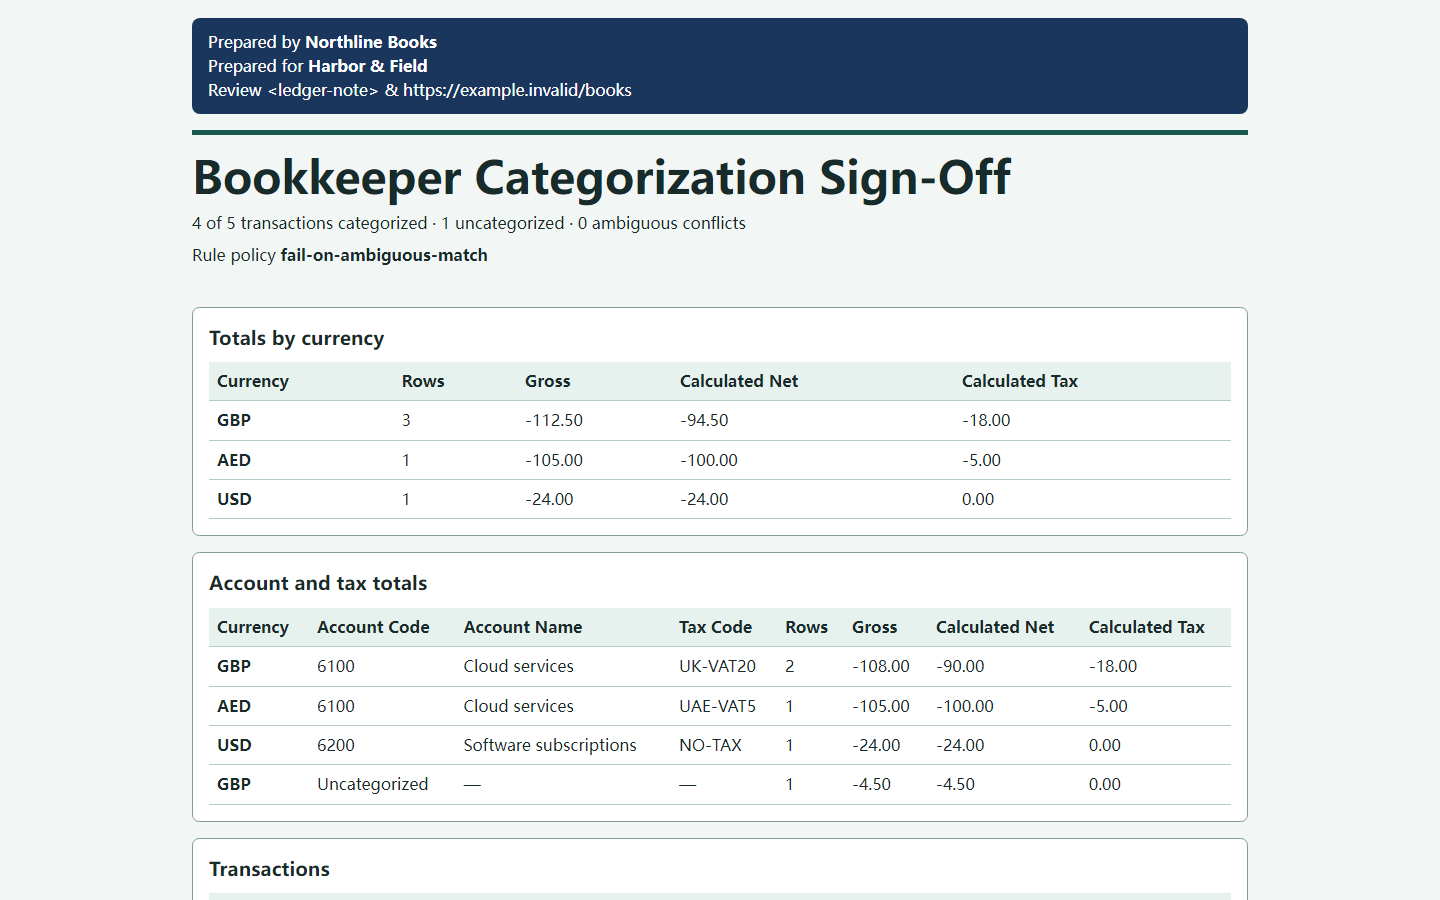 Prepared by Northline Books
Prepared for Harbor & Field
Review <ledger-note> & https://example.invalid/books
Bookkeeper Categorization Sign-Off
4 of 5 transactions categorized · 1 uncategorized · 0 ambiguous conflicts
Rule policy fail-on-ambiguous-match
Totals by currency
Currency Rows Gross Calculated Net Calculated Tax
GBP 3 -112.50 -94.50 -18.00
AED 1 -105.00 -100.00 -5.00
USD 1 -24.00 -24.00 0.00
Account and tax totals
Currency Account Code Account Name Tax Code Rows Gross Calculated Net Calculated Tax
GBP 6100 Cloud services UK-VAT20 2 -108.00 -90.00 -18.00
AED 6100 Cloud services UAE-VAT5 1 -105.00 -100.00 -5.00
USD 6200 Software subscriptions NO-TAX 1 -24.00 -24.00 0.00
GBP Uncategorized — — 1 -4.50 -4.50 0.00
Transactions